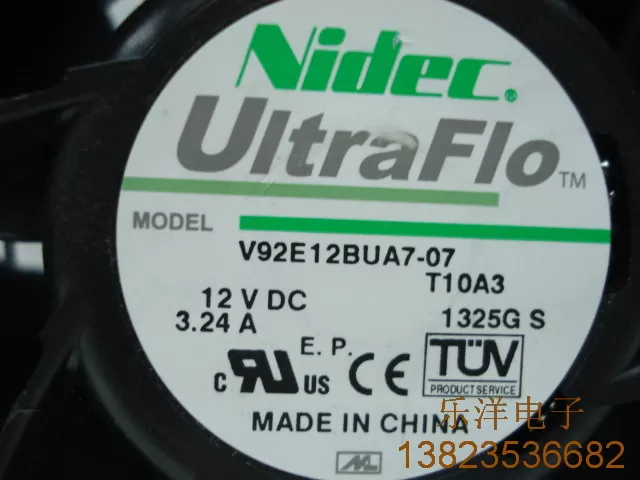 Nidec
UltraFlo™
MODEL
V92E12BUA7-07
T10A3
12 V DC
3.24 A
1325G S
E. P.
C UR US CE TÜV
PRODUCT SERVICE
MADE IN CHINA
乐洋电子
13823536682